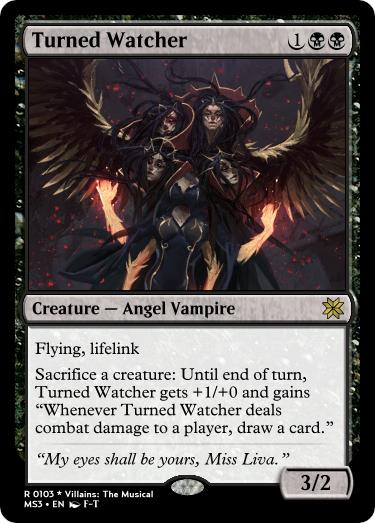 Turned Watcher 1
Creature — Angel Vampire
Flying, lifelink
Sacrifice a creature: Until end of turn,
Turned Watcher gets +1/+0 and gains
“Whenever Turned Watcher deals
combat damage to a player, draw a card.”
“My eyes shall be yours, Miss Liva.”
3/2
R 0103 * Villains: The Musical
MS3 • EN F-T